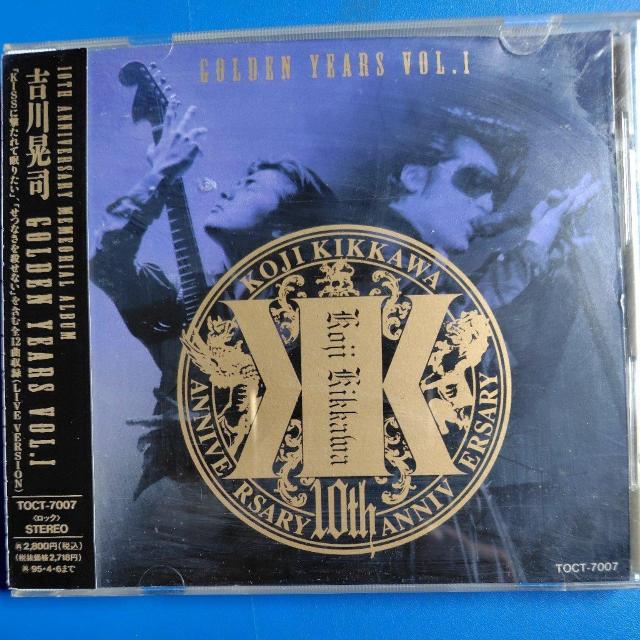 10TH ANNIVERSARY MEMEORIAL ALBUM
吉川晃司 GOLDEN YEARS VOL.I
「KISSに撃たれて眠りたい」、「せつなさを殺せない」を含む全12曲収録(LIVE VERSION)
TOCT-7007
〈ロック〉
STEREO
¥2,800円(税込)
(税抜価格2,718円)
'95·4·6まで
GOLDEN YEARS VOL.I
KOJI KIKKAWA
Koji Kikkawa
ANNIVERSARY
10th
ANNIVERSARY
TOCT-7007